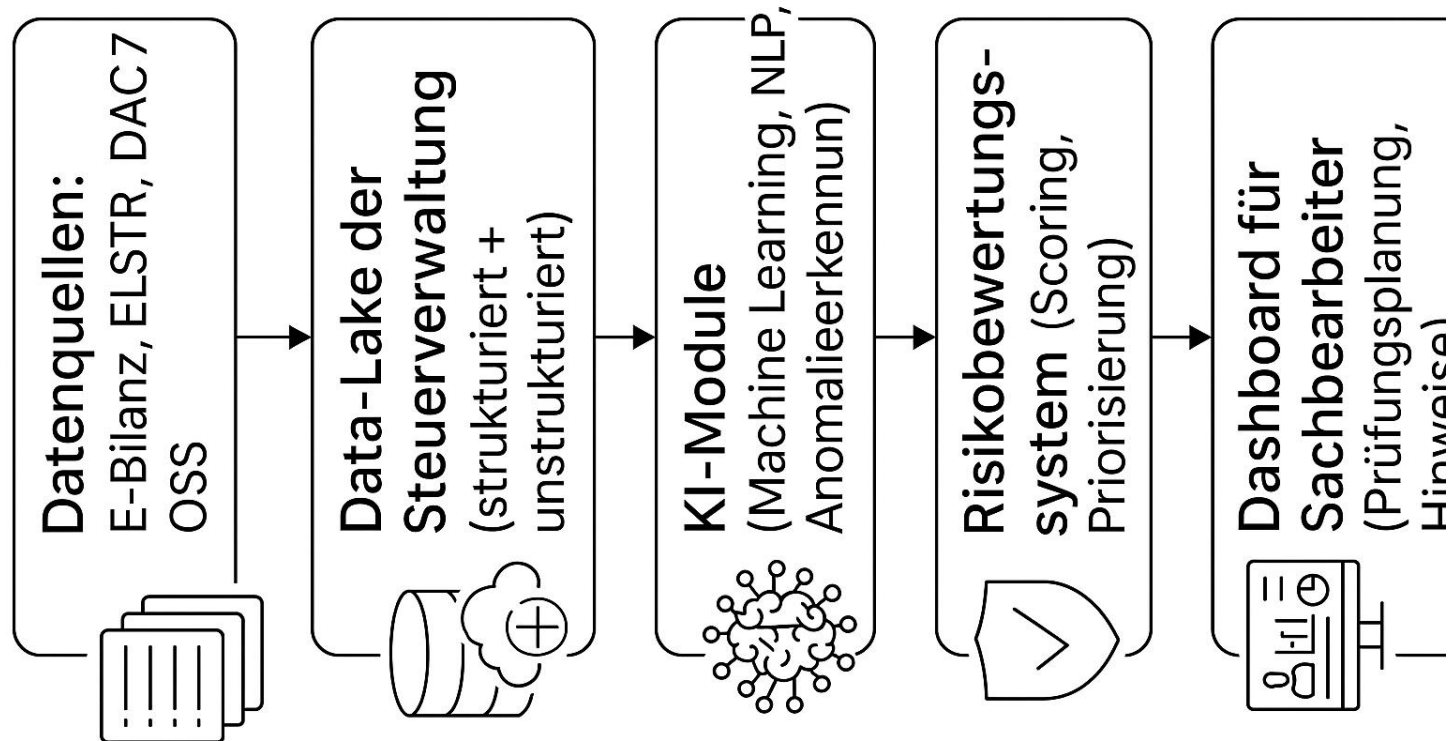 Datenquellen:
E-Bilanz, ELSTR, DAC7
OSS
Data-Lake der
Steuerverwaltung
(strukturiert +
unstrukturiert)
KI-Module
(Machine Learning, NLP,
Anomalieerkennun)
Risikobewertungs-
system (Scoring,
Priorisierung)
Dashboard für
Sachbearbeiter
(Prüfungsplanung,
Hinweise)